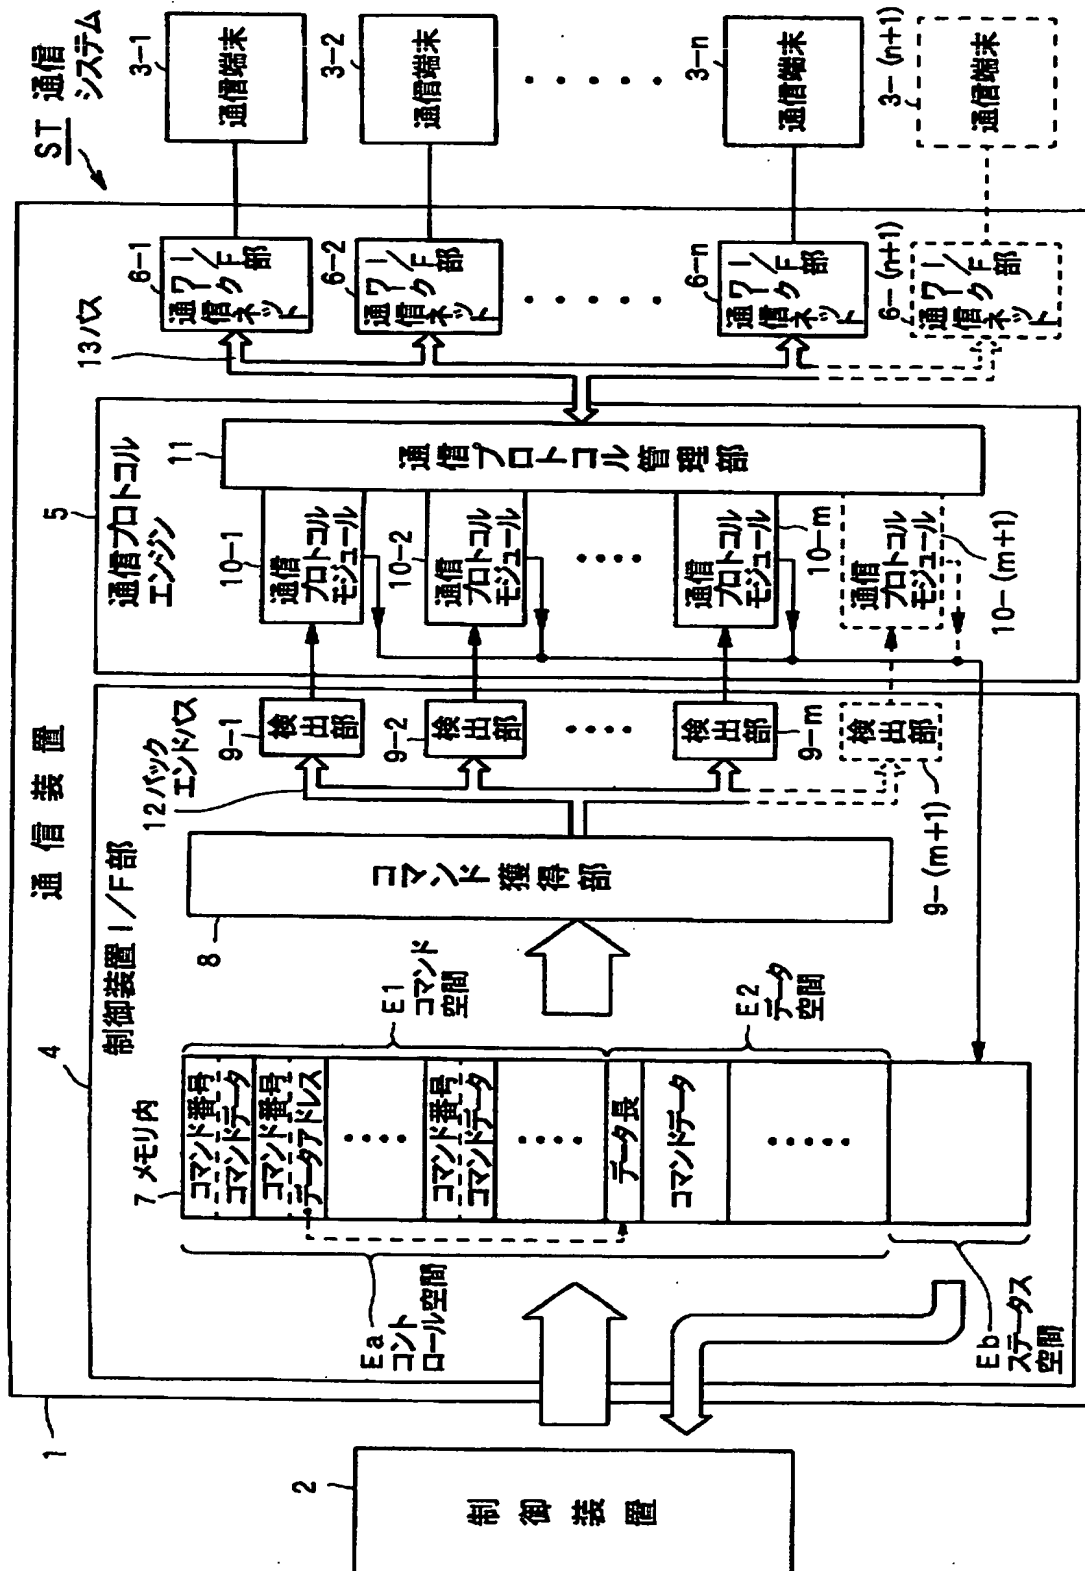 ST 通信
システム
1
通 信 装 置
2
制 御 装 置
4
制御装置I/F部
7 メモリ内
コマンド番号
コマンドデータ
コマンド番号
データアドレス
コマンド番号
コマンドデータ
データ長
コマンドデータ
E1
コマンド
空間
E2
データ
空間
Ea
コント
ロール空間
Eb
ステータス
空間
8
コマンド獲得部
12 バック
エンドバス
9-1
検出部
9-2
検出部
9-m
検出部
9-(m+1)
検出部
5
通信プロトコル
エンジン
10-1
通信
プロトコル
モジュール
10-2
通信
プロトコル
モジュール
10-m
通信
プロトコル
モジュール
10-(m+1)
通信
プロトコル
モジュール
11
通信プロトコル管理部
13 バス
6-1
通信ネット
ワーク
I/F部
6-2
通信ネット
ワーク
I/F部
6-n
通信ネット
ワーク
I/F部
6-(n+1)
通信ネット
ワーク
I/F部
3-1
通信端末
3-2
通信端末
3-n
通信端末
3-(n+1)
通信端末